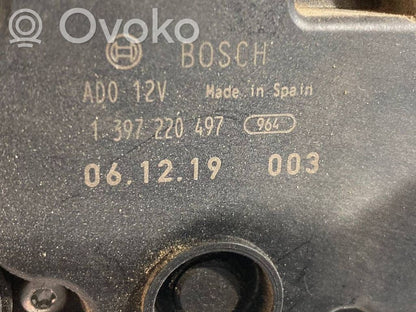 Ovoko
BOSCH
ADO 12V Made in Spain
1 397 220 497 964
06.12.19 003